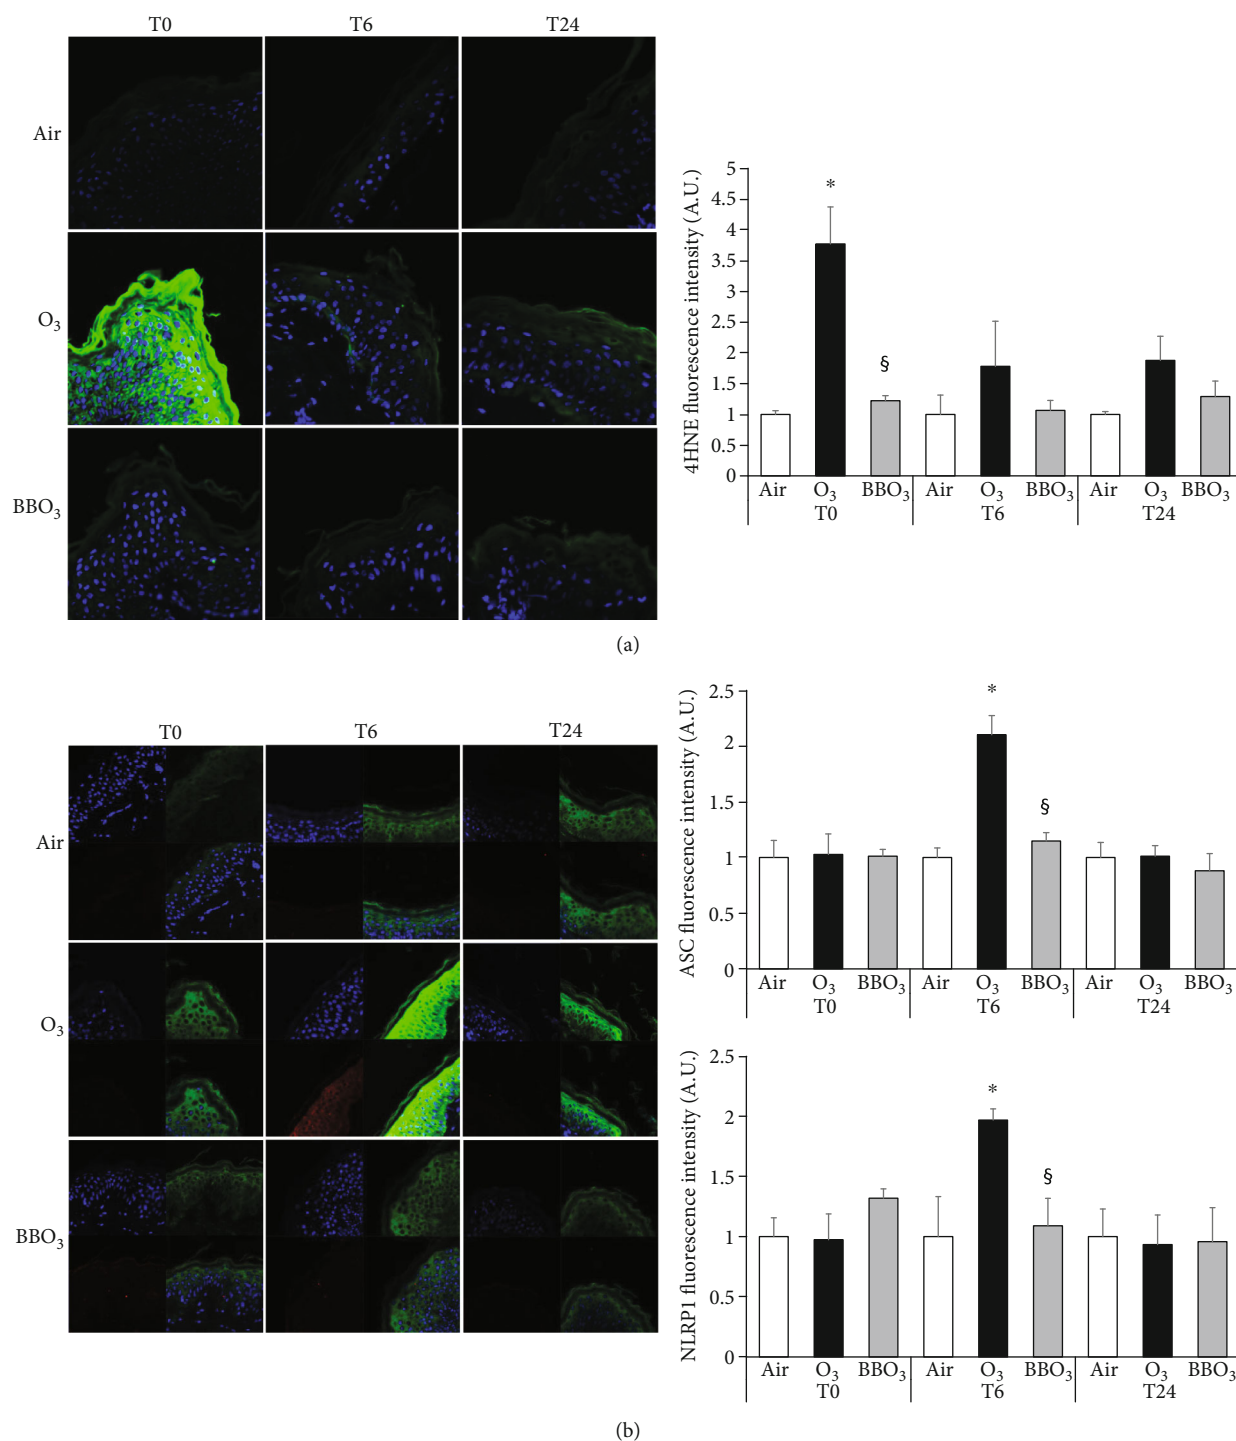 T0 T6 T24
Air
O₃
BBO₃
4HNE fluorescence intensity (A.U.)
5
4.5
4
3.5
3
2.5
2
1.5
1
0.5
0
*
§
Air O₃ BBO₃ Air O₃ BBO₃ Air O₃ BBO₃
T0 T6 T24
(a)
T0 T6 T24
Air
O₃
BBO₃
ASC fluorescence intensity (A.U.)
2.5
2
1.5
1
0.5
0
*
§
Air O₃ BBO₃ Air O₃ BBO₃ Air O₃ BBO₃
T0 T6 T24
NLRP1 fluorescence intensity (A.U.)
2.5
2
1.5
1
0.5
0
*
§
Air O₃ BBO₃ Air O₃ BBO₃ Air O₃ BBO₃
T0 T6 T24
(b)